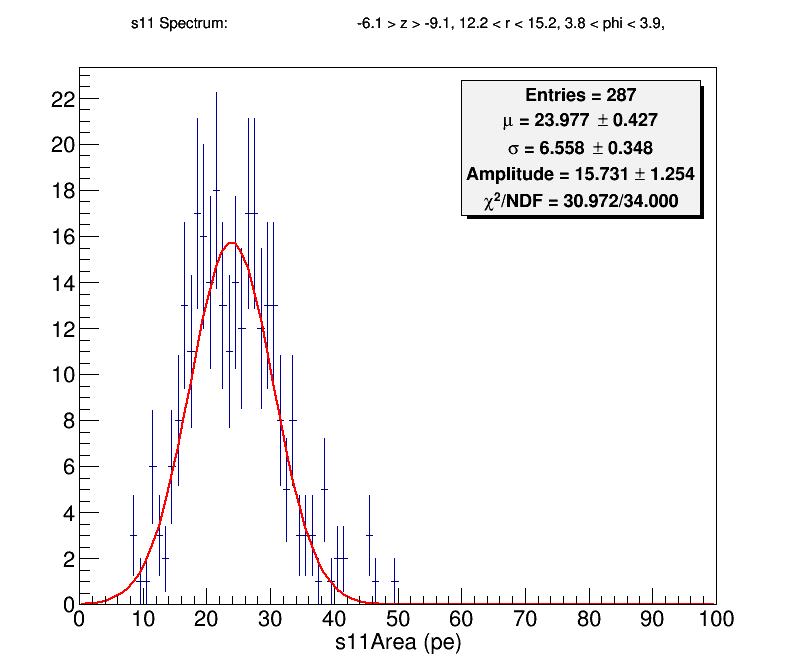 s11 Spectrum: -6.1 > z > -9.1, 12.2 < r < 15.2, 3.8 < phi < 3.9,
Entries = 287
μ = 23.977 ± 0.427
σ = 6.558 ± 0.348
Amplitude = 15.731 ± 1.254
χ²/NDF = 30.972/34.000
22
20
18
16
14
12
10
8
6
4
2
0
0 10 20 30 40 50 60 70 80 90 100
s11Area (pe)